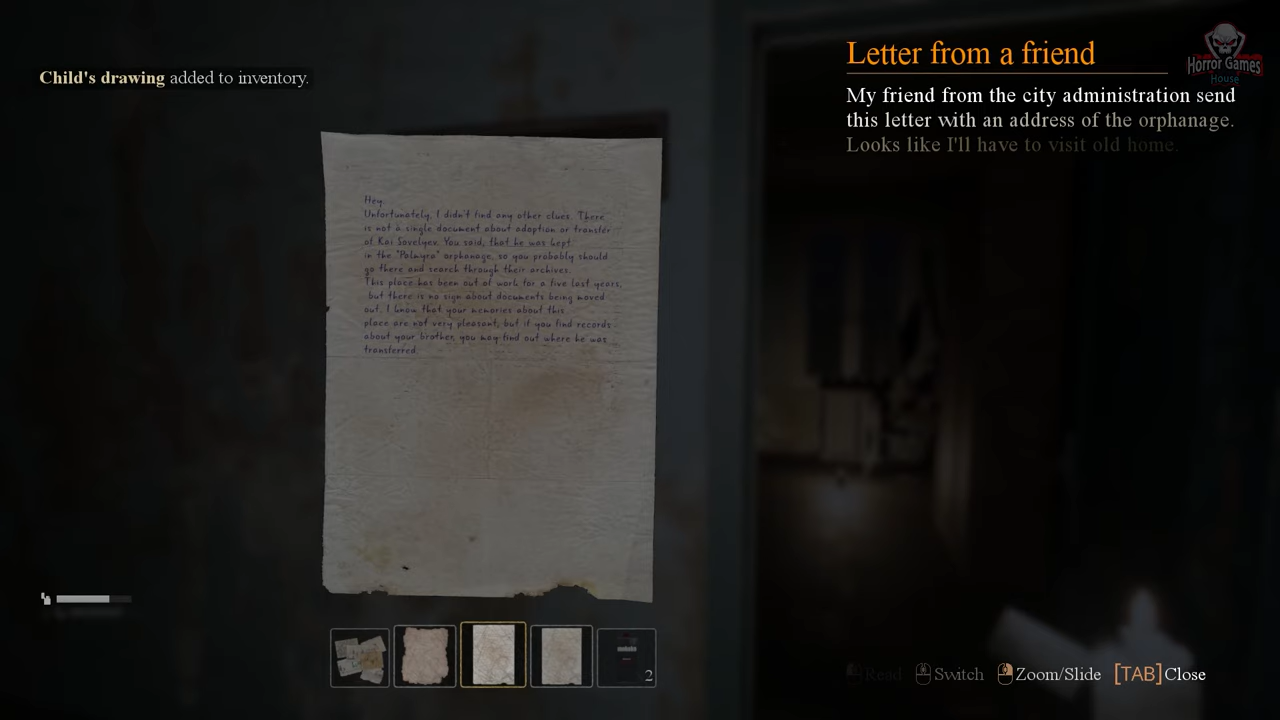 Child's drawing added to inventory.
Letter from a friend
Horror Games
House
My friend from the city administration send
this letter with an address of the orphanage.
Looks like I'll have to visit old home.
Hey.
Unfortunately, I didn't find any other clues. There
is not a single document about adoption or transfer
of Kai Savelyev. You said, that he was kept
in the "Palmyra" orphanage, so you probably should
go there and search through their archives.
This place has been out of work for a five last years,
but there is no sign about documents being moved
out. I know that your memories about this
place are not very pleasant, but if you find records
about your brother, you may find out where he was
transferred.
2
Read Switch Zoom/Slide [TAB] Close